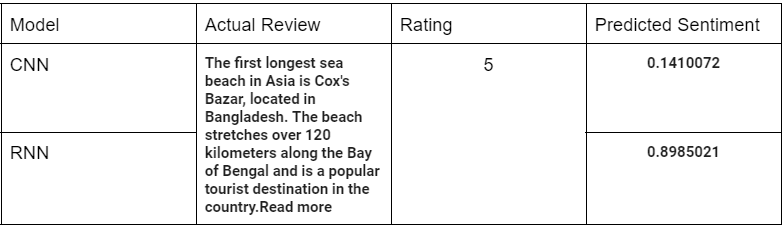 Model Actual Review Rating Predicted Sentiment
CNN
The first longest sea
beach in Asia is Cox's
Bazar, located in
Bangladesh. The beach
stretches over 120
kilometers along the Bay
of Bengal and is a popular
tourist destination in the
country.Read more
5
0.1410072
RNN
0.8985021